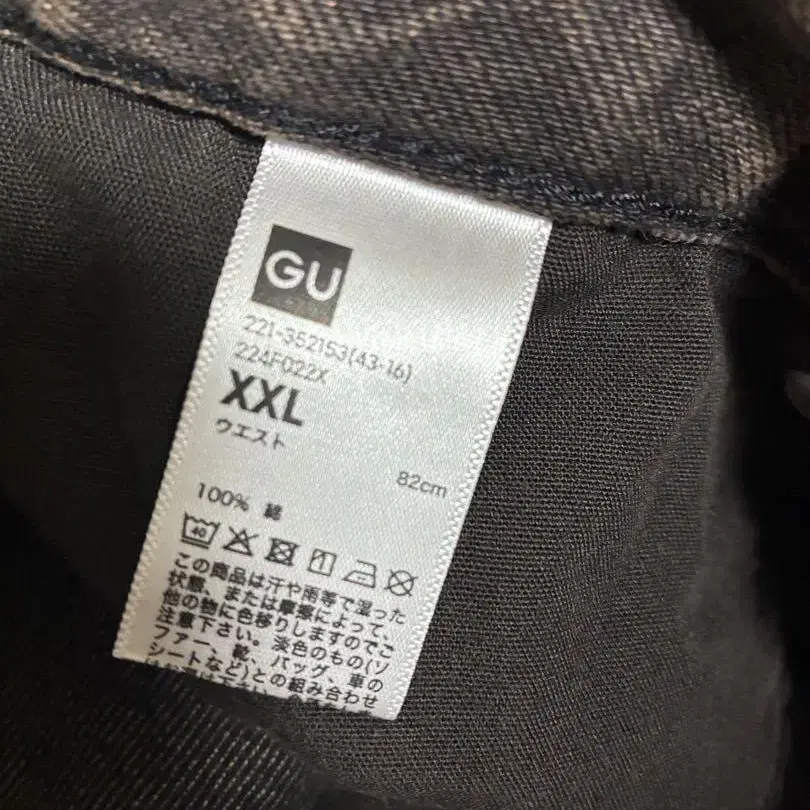 GU
221-352153(43-16)
224F022X
XXL
ウエスト
82cm
100% 綿
40
この商品は汗や雨等で湿った
状態、または摩擦によって、
他の物に色移りしますのでご
注意下さい。淡色のもの(ソ
ファー、靴、バッグ、車の
シートなど)との組み合わせ